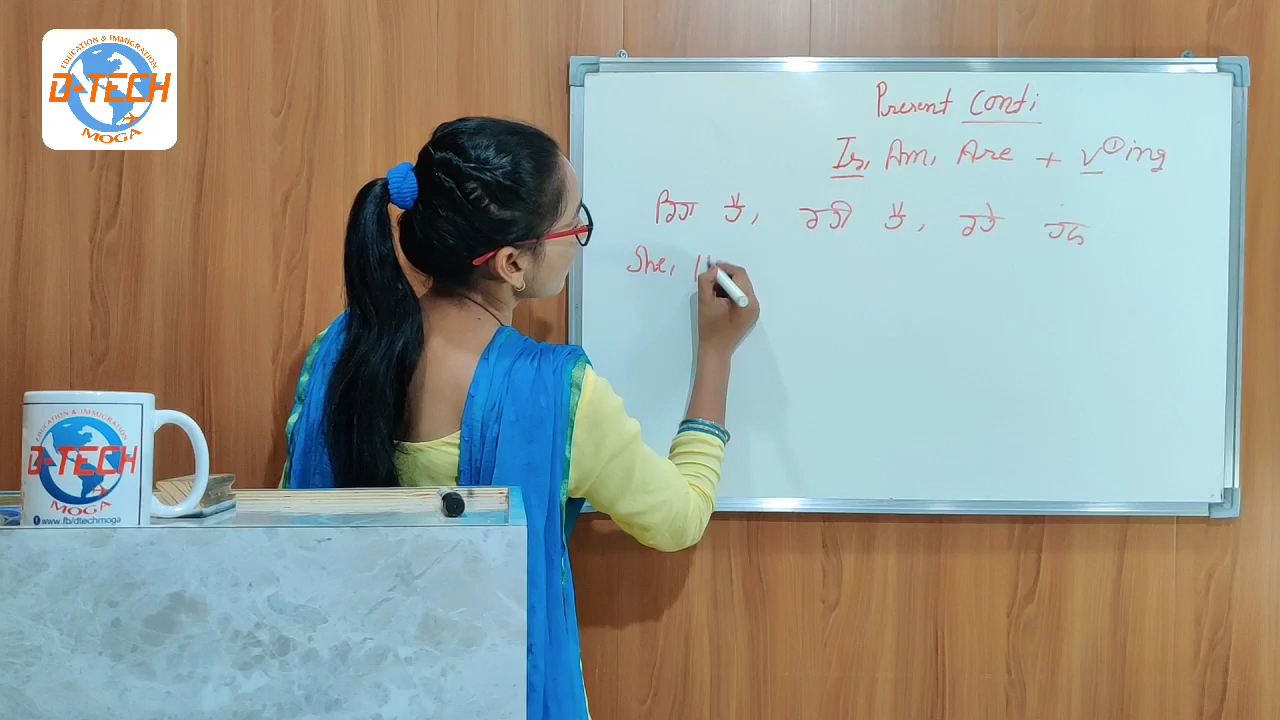 EDUCATION & IMMIGRATION
D-TECH
MOGA
Present Conti
Is, Am, Are + v①ing
ਰਿਹਾ ਹੈ, ਰਹੀ ਹੈ, ਰਹੇ ਹਨ
She,
EDUCATION & IMMIGRATION
D-TECH
MOGA
www.fb/dtechmoga